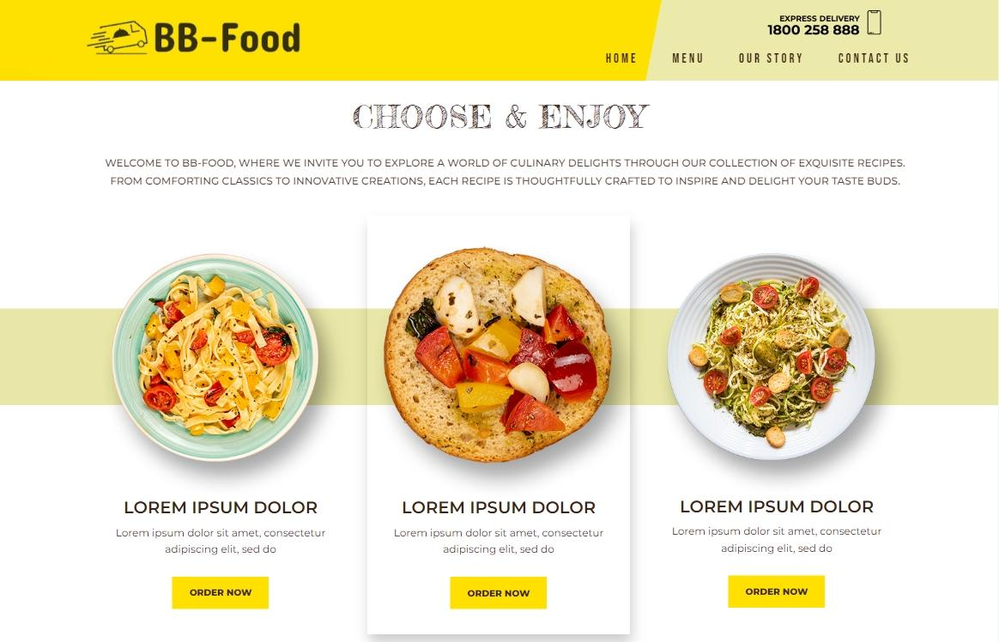 BB-Food
EXPRESS DELIVERY
1800 258 888
HOME MENU OUR STORY CONTACT US
CHOOSE & ENJOY
WELCOME TO BB-FOOD, WHERE WE INVITE YOU TO EXPLORE A WORLD OF CULINARY DELIGHTS THROUGH OUR COLLECTION OF EXQUISITE RECIPES.
FROM COMFORTING CLASSICS TO INNOVATIVE CREATIONS, EACH RECIPE IS THOUGHTFULLY CRAFTED TO INSPIRE AND DELIGHT YOUR TASTE BUDS.
LOREM IPSUM DOLOR
Lorem ipsum dolor sit amet, consectetur
adipiscing elit, sed do
ORDER NOW
LOREM IPSUM DOLOR
Lorem ipsum dolor sit amet, consectetur
adipiscing elit, sed do
ORDER NOW
LOREM IPSUM DOLOR
Lorem ipsum dolor sit amet, consectetur
adipiscing elit, sed do
ORDER NOW